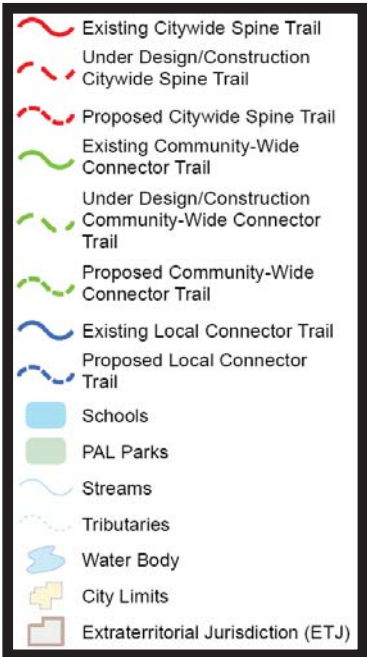 Existing Citywide Spine Trail
Under Design/Construction
Citywide Spine Trail
Proposed Citywide Spine Trail
Existing Community-Wide
Connector Trail
Under Design/Construction
Community-Wide Connector
Trail
Proposed Community-Wide
Connector Trail
Existing Local Connector Trail
Proposed Local Connector
Trail
Schools
PAL Parks
Streams
Tributaries
Water Body
City Limits
Extraterritorial Jurisdiction (ETJ)